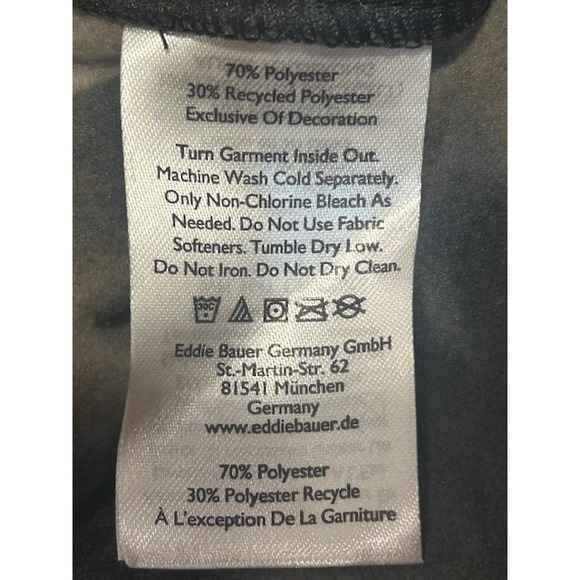 70% Polyester
30% Recycled Polyester
Exclusive Of Decoration
Turn Garment Inside Out.
Machine Wash Cold Separately.
Only Non-Chlorine Bleach As
Needed. Do Not Use Fabric
Softeners. Tumble Dry Low.
Do Not Iron. Do Not Dry Clean.
30C
Eddie Bauer Germany GmbH
St.-Martin-Str. 62
81541 München
Germany
www.eddiebauer.de
70% Polyester
30% Polyester Recycle
À L'exception De La Garniture